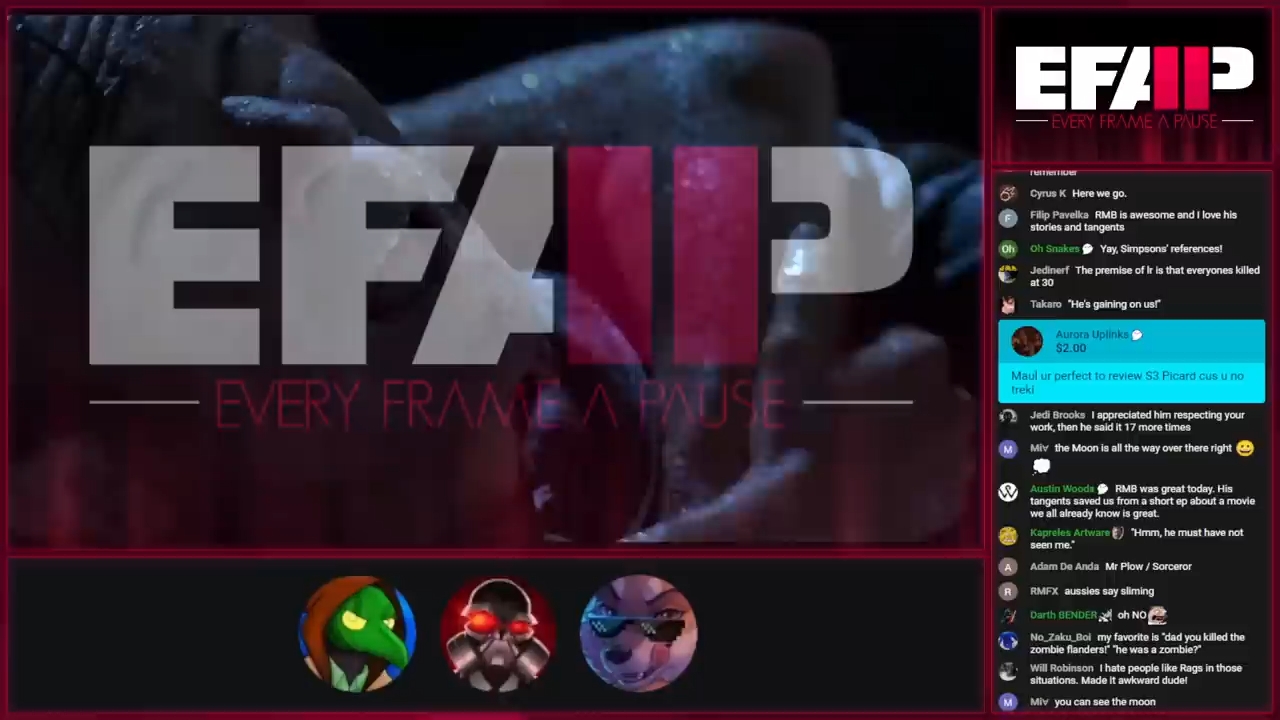 EFAP
EVERY FRAME A PAUSE
EFAP
EVERY FRAME A PAUSE
remember
Cyrus K Here we go.
Filip Pavelka RMB is awesome and I love his
stories and tangents
Oh Snakes Yay, Simpsons' references!
Jedinerf The premise of lr is that everyones killed
at 30
Takaro "He's gaining on us!"
Aurora Uplinks
$2.00
Maul ur perfect to review S3 Picard cus u no
trek!
Jedi Brooks I appreciated him respecting your
work, then he said it 17 more times
Miv the Moon is all the way over there right
Austin Woods RMB was great today. His
tangents saved us from a short ep about a movie
we all already know is great.
Kapreles Artware "Hmm, he must have not
seen me."
Adam De Anda Mr Plow / Sorceror
RMFX aussies say sliming
Darth BENDER oh NO
No_Zaku_Boi my favorite is "dad you killed the
zombie flanders!" "he was a zombie?"
Will Robinson I hate people like Rags in those
situations. Made it awkward dude!
Miv you can see the moon